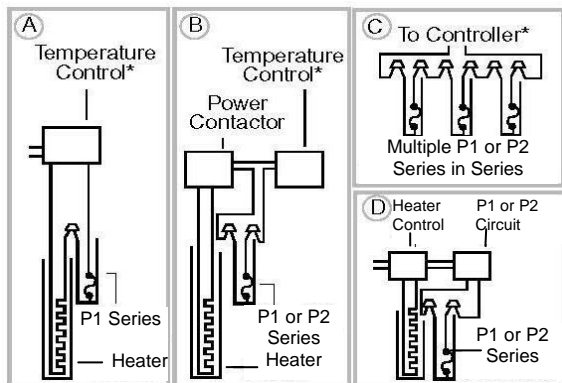 A
Temperature
Control*
P1 Series
Heater
B
Temperature
Control*
Power
Contactor
P1 or P2
Series
Heater
C
To Controller*
Multiple P1 or P2
Series in Series
D
Heater
Control
P1 or P2
Circuit
P1 or P2
Series